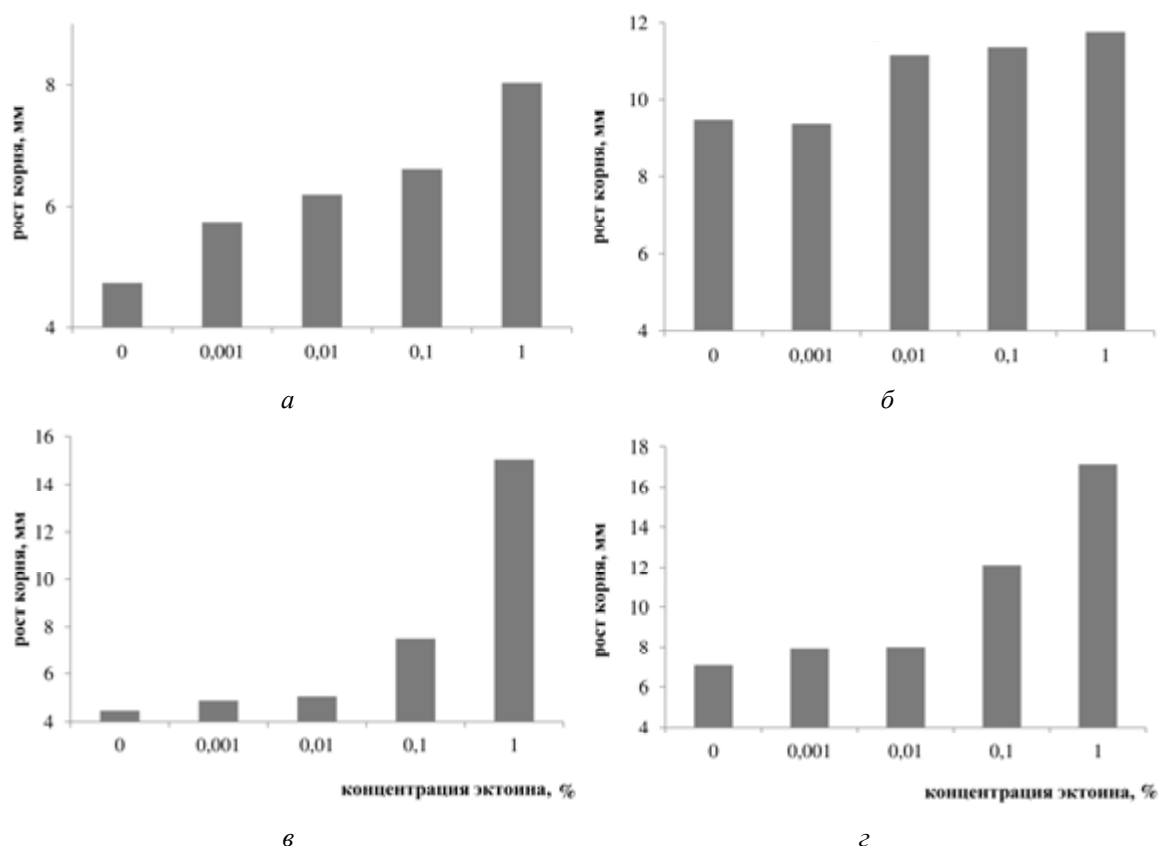 рост корня, мм
8
6
4
0 0,001 0,01 0,1 1
а
рост корня, мм
12
10
8
6
4
0 0,001 0,01 0,1 1
б
рост корня, мм
16
14
12
10
8
6
4
0 0,001 0,01 0,1 1
концентрация эктоина, %
в
рост корня, мм
18
16
14
12
10
8
6
4
0 0,001 0,01 0,1 1
концентрация эктоина, %
г